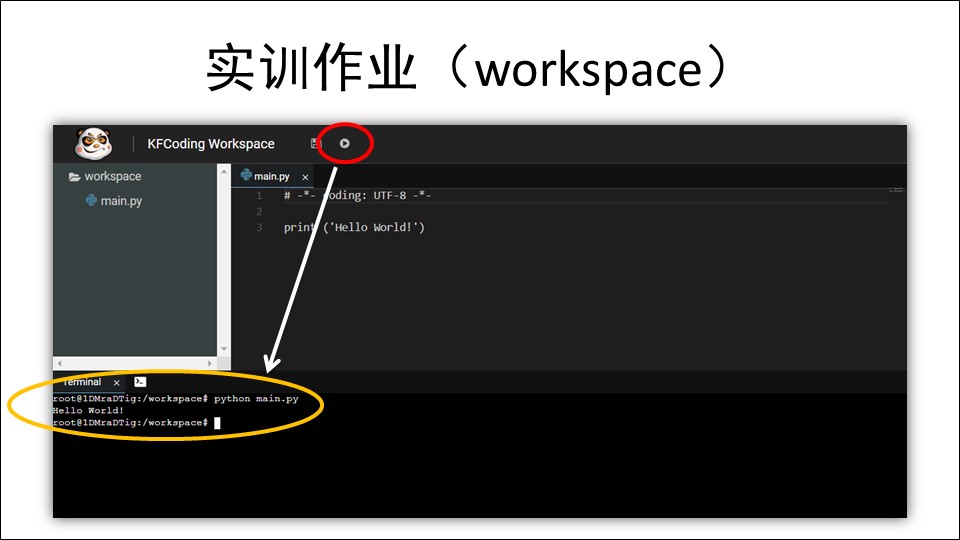 实训作业（workspace）
KFCoding Workspace
workspace
main.py
main.py ×
1 # -*- coding: UTF-8 -*-
2
3 print ('Hello World!')
Terminal ×
root@1DMraDTig:/workspace# python main.py
Hello World!
root@1DMraDTig:/workspace#